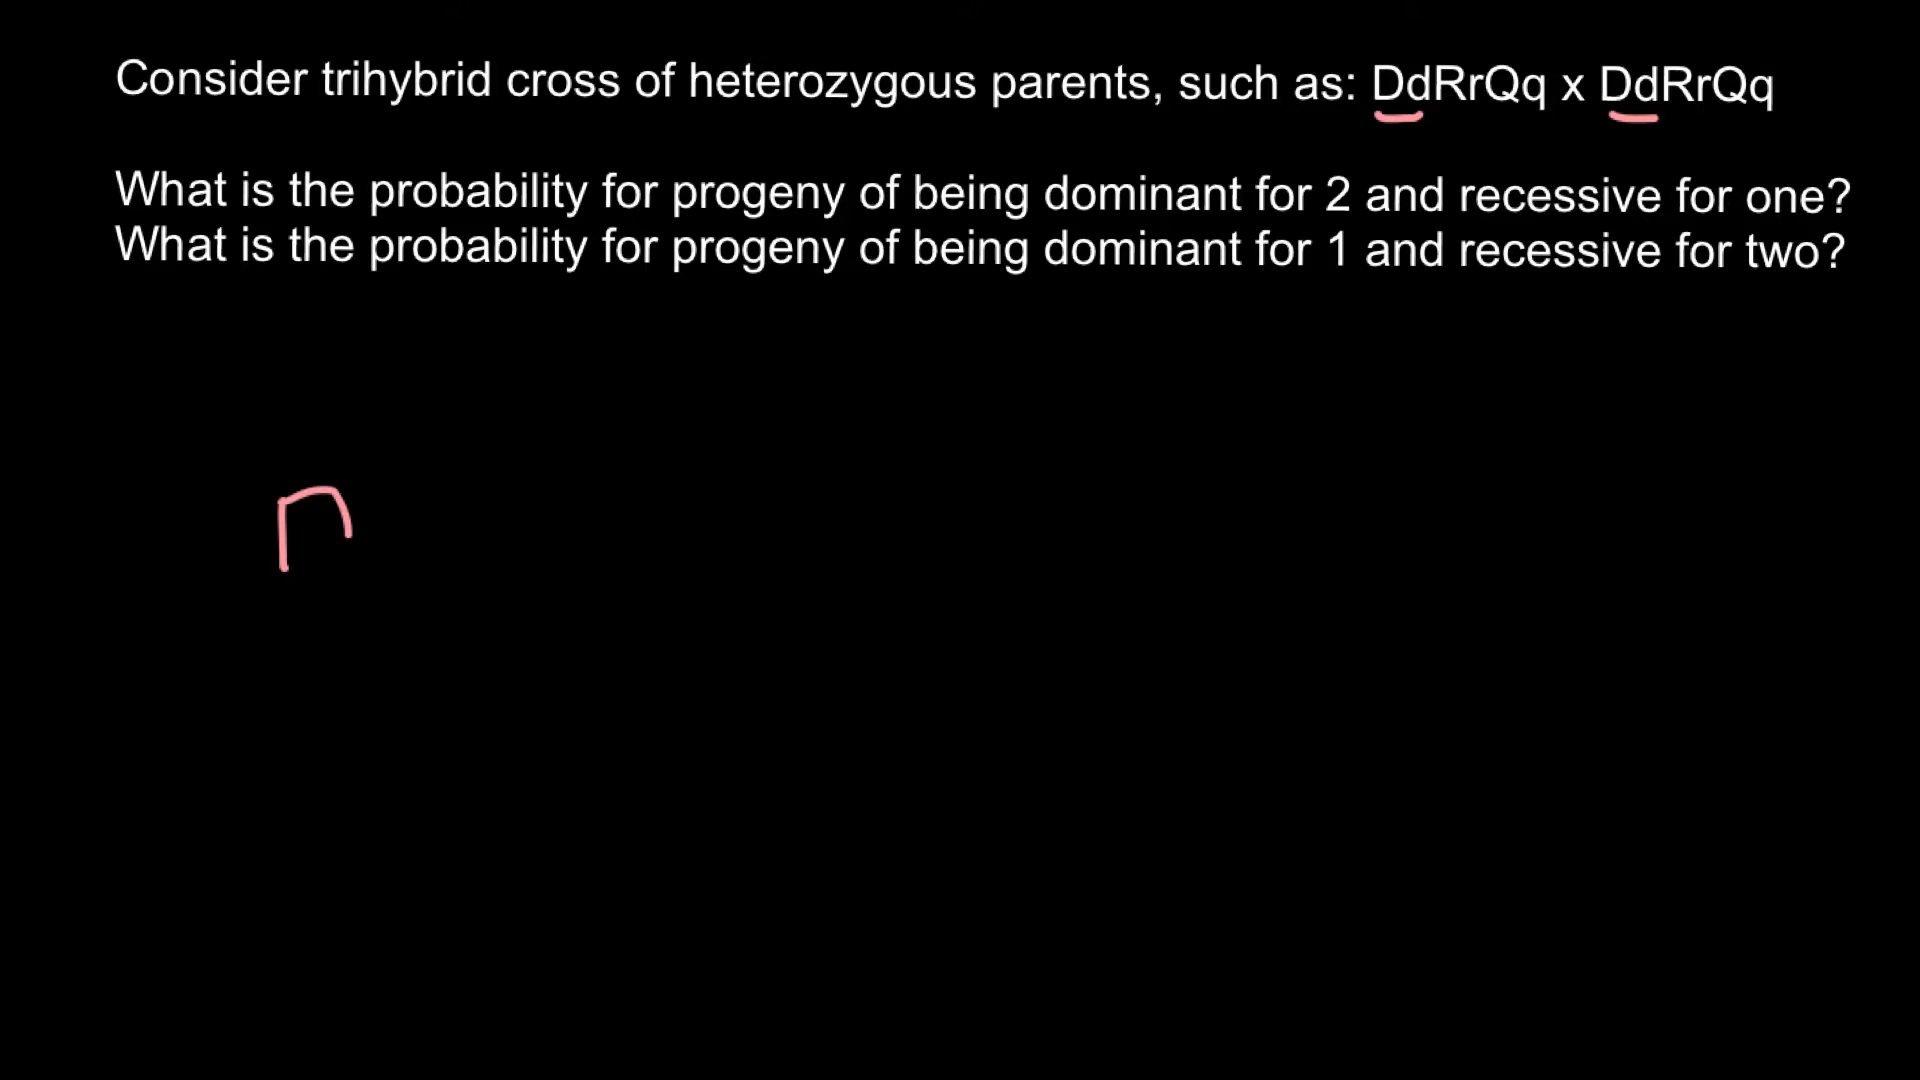 Consider trihybrid cross of heterozygous parents, such as: DdRrQq x DdRrQq
What is the probability for progeny of being dominant for 2 and recessive for one?
What is the probability for progeny of being dominant for 1 and recessive for two?